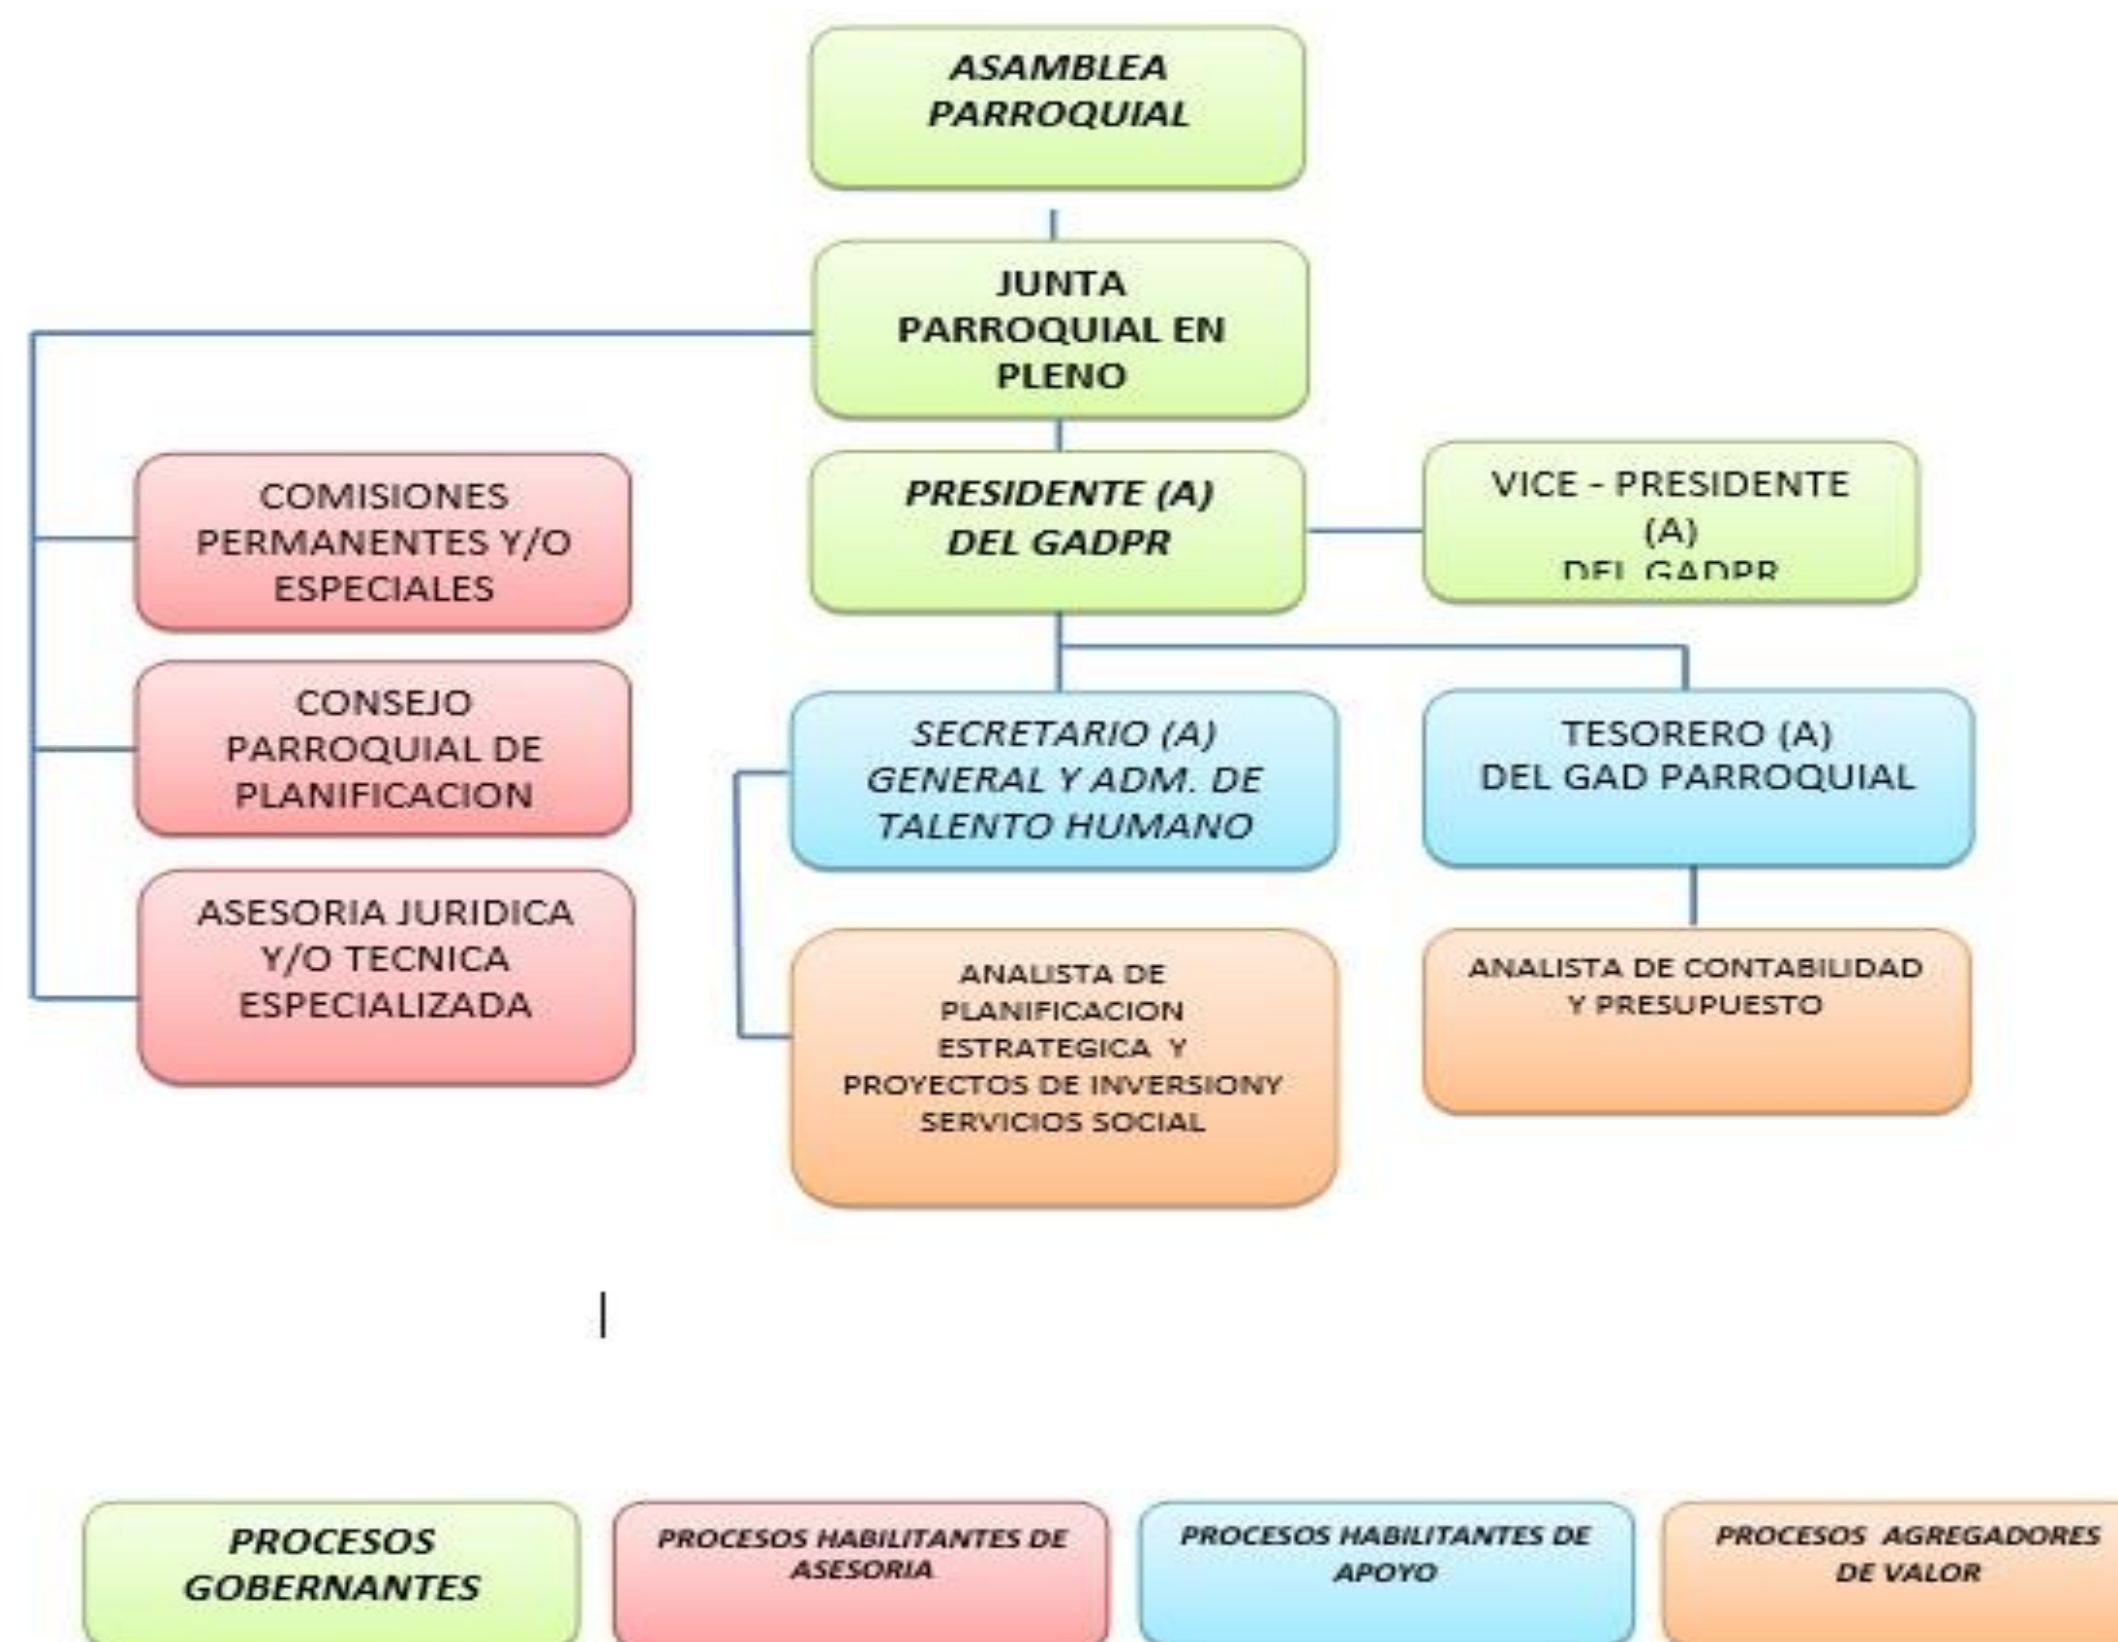 ASAMBLEA
PARROQUIAL
JUNTA
PARROQUIAL EN
PLENO
COMISIONES
PERMANENTES Y/O
ESPECIALES
PRESIDENTE (A)
DEL GADPR
VICE - PRESIDENTE
(A)
DEL GADPR
CONSEJO
PARROQUIAL DE
PLANIFICACION
SECRETARIO (A)
GENERAL Y ADM. DE
TALENTO HUMANO
TESORERO (A)
DEL GAD PARROQUIAL
ASESORIA JURIDICA
Y/O TECNICA
ESPECIALIZADA
ANALISTA DE
PLANIFICACION
ESTRATEGICA Y
PROYECTOS DE INVERSIONY
SERVICIOS SOCIAL
ANALISTA DE CONTABILIDAD
Y PRESUPUESTO
PROCESOS
GOBERNANTES
PROCESOS HABILITANTES DE
ASESORIA
PROCESOS HABILITANTES DE
APOYO
PROCESOS AGREGADORES
DE VALOR